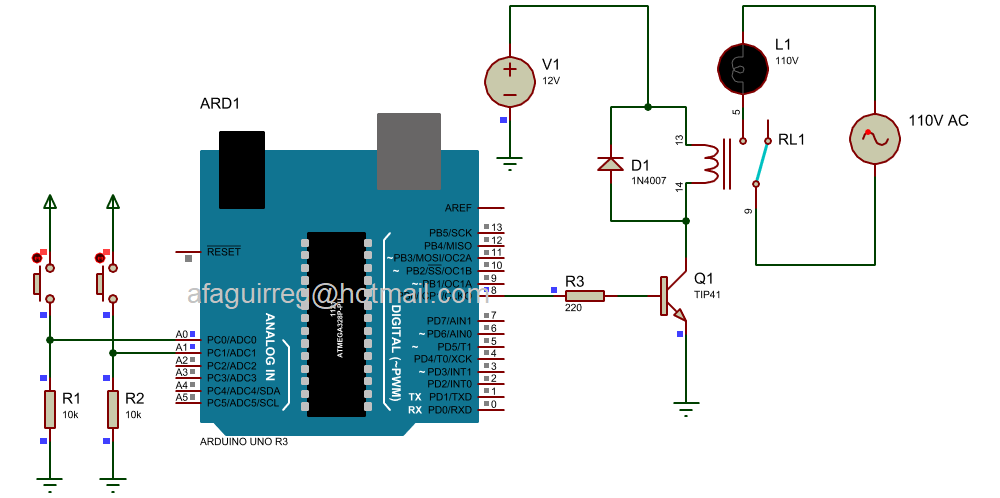 V1
12V
L1
110V
5
110V AC
ARD1
13
RL1
D1
1N4007
14
9
AREF
RESET
PB5/SCK 13
PB4/MISO 12
~PB3/MOSI/OC2A 11
~ PB2/SS/OC1B 10
~PB1/OC1A 9
8
Q1
TIP41
R3
220
afaguirreg@hotmail.com
ATMEGA328P-PU
ANALOG IN
DIGITAL (~PWM)
A0 PC0/ADC0
A1 PC1/ADC1
A2 PC2/ADC2
A3 PC3/ADC3
A4 PC4/ADC4/SDA
A5 PC5/ADC5/SCL
PD7/AIN1 7
~ PD6/AIN0 6
~ PD5/T1 5
PD4/T0/XCK 4
~ PD3/INT1 3
PD2/INT0 2
TX PD1/TXD 1
RX PD0/RXD 0
R1
10k
R2
10k
ARDUINO UNO R3